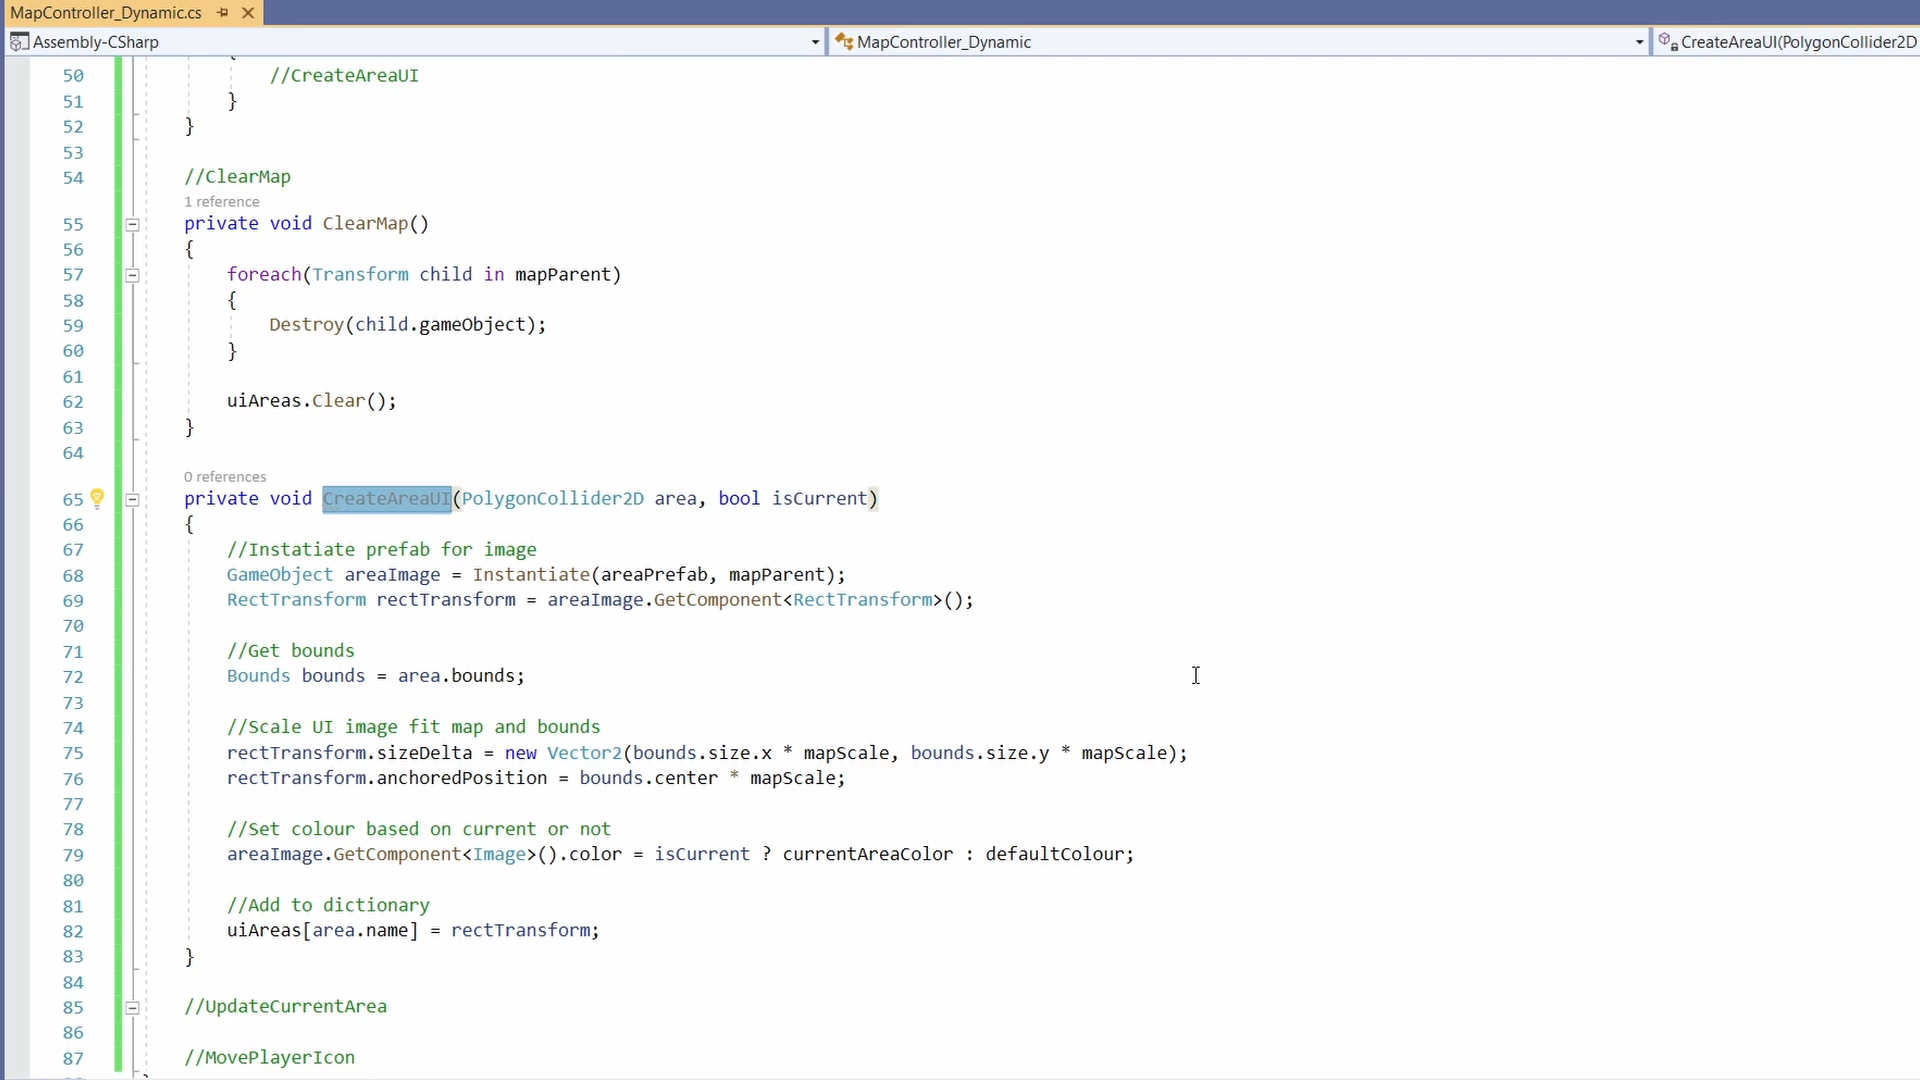 MapController_Dynamic.cs
Assembly-CSharp
MapController_Dynamic
CreateAreaUI(PolygonCollider2D
50 //CreateAreaUI
51 }
52 }
53
54 //ClearMap
1 reference
55 private void ClearMap()
56 {
57 foreach(Transform child in mapParent)
58 {
59 Destroy(child.gameObject);
60 }
61
62 uiAreas.Clear();
63 }
64
0 references
65 private void CreateAreaUI(PolygonCollider2D area, bool isCurrent)
66 {
67 //Instatiate prefab for image
68 GameObject areaImage = Instantiate(areaPrefab, mapParent);
69 RectTransform rectTransform = areaImage.GetComponent<RectTransform>();
70
71 //Get bounds
72 Bounds bounds = area.bounds;
73
74 //Scale UI image fit map and bounds
75 rectTransform.sizeDelta = new Vector2(bounds.size.x * mapScale, bounds.size.y * mapScale);
76 rectTransform.anchoredPosition = bounds.center * mapScale;
77
78 //Set colour based on current or not
79 areaImage.GetComponent<Image>().color = isCurrent ? currentAreaColor : defaultColour;
80
81 //Add to dictionary
82 uiAreas[area.name] = rectTransform;
83 }
84
85 //UpdateCurrentArea
86
87 //MovePlayerIcon